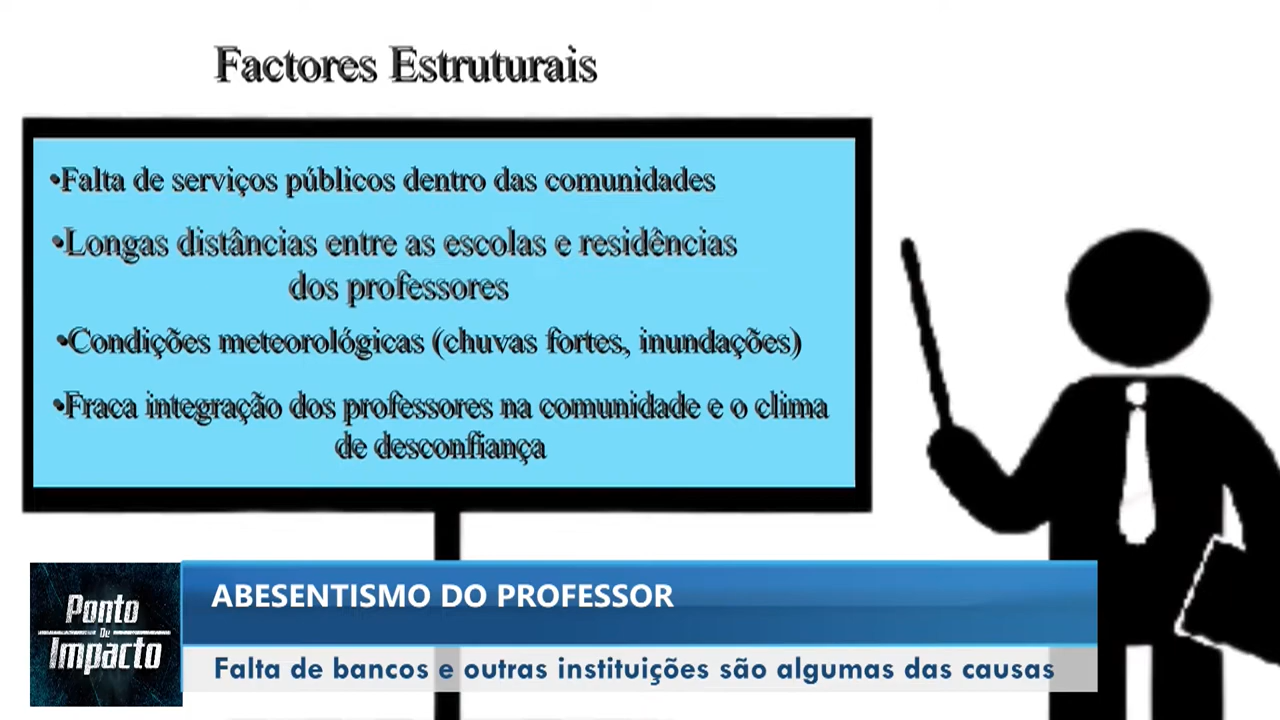 Factores Estruturais
•Falta de serviços públicos dentro das comunidades
•Longas distâncias entre as escolas e residências
dos professores
•Condições meteorológicas (chuvas fortes, inundações)
•Fraca integração dos professores na comunidade e o clima
de desconfiança
Ponto
De
Impacto
ABESENTISMO DO PROFESSOR
Falta de bancos e outras instituições são algumas das causas